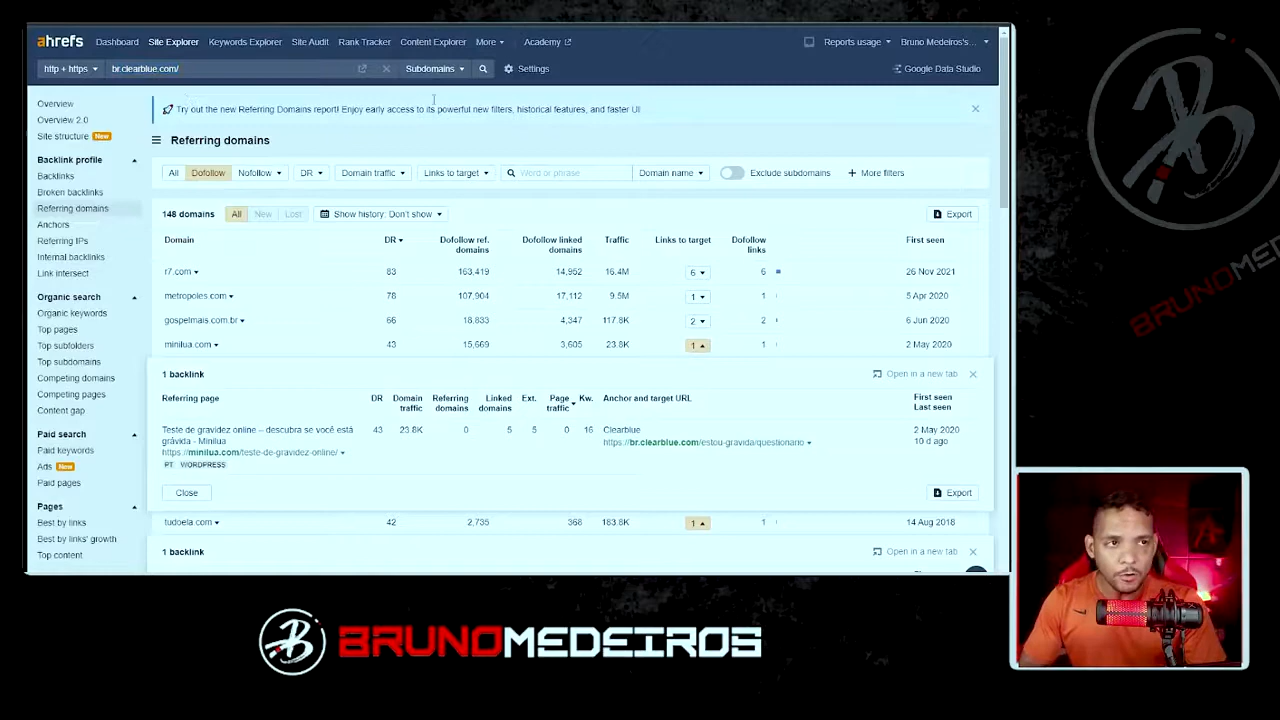 ahrefs Dashboard Site Explorer Keywords Explorer Site Audit Rank Tracker Content Explorer More Academy Reports usage Bruno Medeiros's...
http + https br.clearblue.com/ Subdomains Settings Google Data Studio
Overview
Overview 2.0
Site structure New
Backlink profile
Backlinks
Broken backlinks
Referring domains
Anchors
Referring IPs
Internal backlinks
Link intersect
Organic search
Organic keywords
Top pages
Top subfolders
Top subdomains
Competing domains
Competing pages
Content gap
Paid search
Paid keywords
Ads New
Paid pages
Pages
Best by links
Best by links' growth
Top content
Try out the new Referring Domains report! Enjoy early access to its powerful new filters, historical features, and faster UI
Referring domains
All Dofollow Nofollow DR Domain traffic Links to target Word or phrase Domain name Exclude subdomains + More filters
148 domains All New Lost Show history: Don't show Export
Domain DR Dofollow ref. domains Dofollow linked domains Traffic Links to target Dofollow links First seen
r7.com 83 163,419 14,952 16.4M 6 6 26 Nov 2021
metropoles.com 78 107,904 17,112 9.5M 1 1 5 Apr 2020
gospelmais.com.br 66 18,833 4,347 117.8K 2 2 6 Jun 2020
minilua.com 43 15,669 3,605 23.8K 1 1 2 May 2020
1 backlink Open in a new tab
Referring page DR Domain traffic Referring domains Linked domains Ext. Page traffic Kw. Anchor and target URL First seen Last seen
Teste de gravidez online – descubra se você está 43 23.8K 0 5 5 0 16 Clearblue 2 May 2020
grávida - Minilua https://br.clearblue.com/estou-gravida/questionario 10 d ago
https://minilua.com/teste-de-gravidez-online/
PT WORDPRESS
Close Export
tudoela.com 42 2,735 368 183.8K 1 1 14 Aug 2018
1 backlink Open in a new tab
B BRUNOMEDEIROS
BRUNOMED